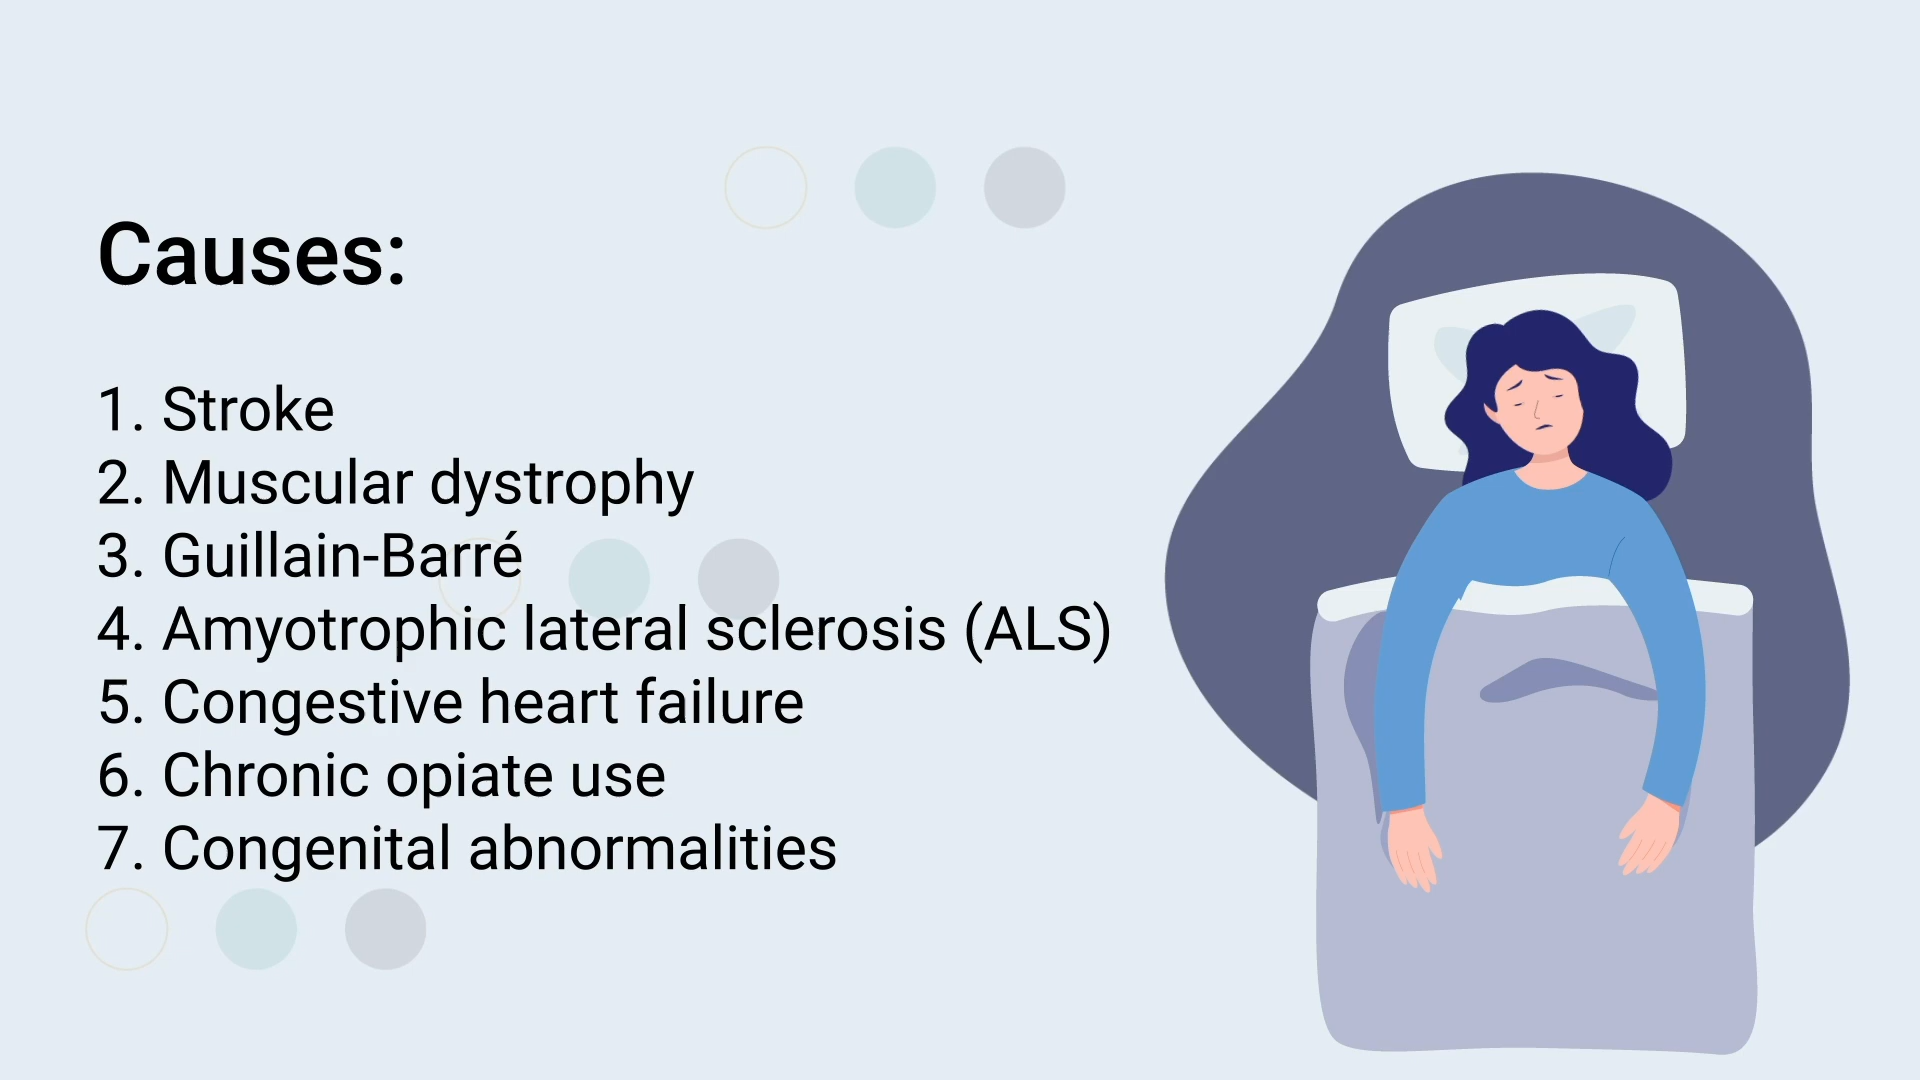 Causes:
1. Stroke
2. Muscular dystrophy
3. Guillain-Barré
4. Amyotrophic lateral sclerosis (ALS)
5. Congestive heart failure
6. Chronic opiate use
7. Congenital abnormalities